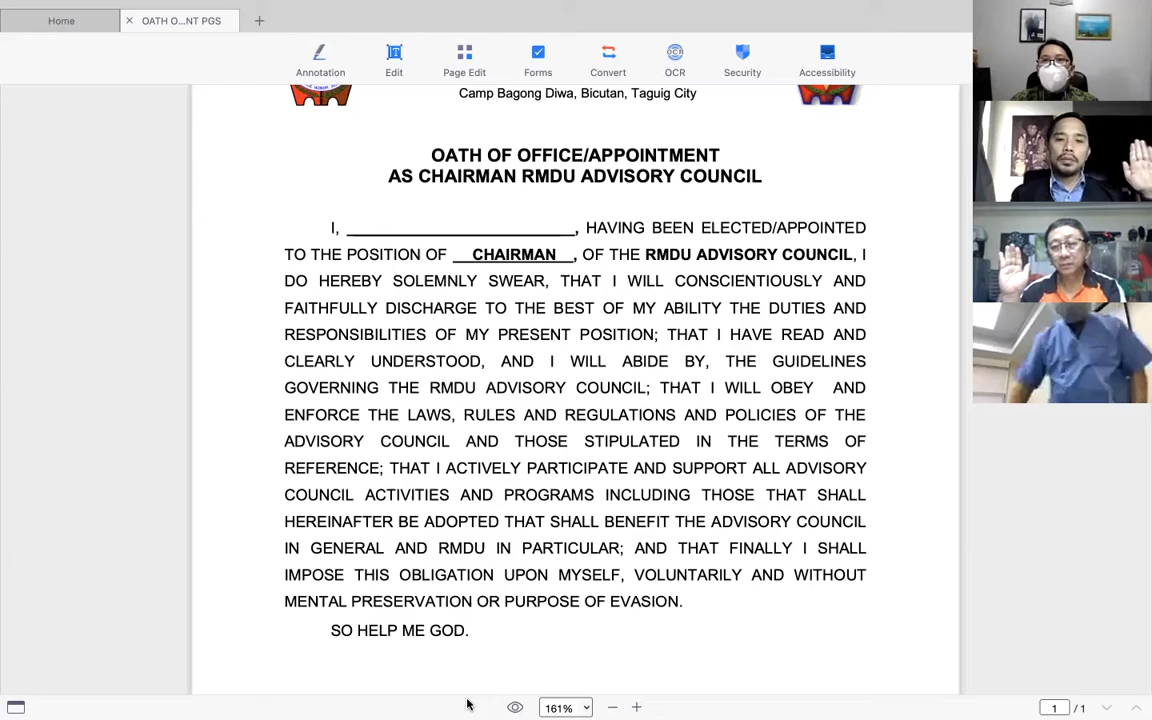 Home
OATH O...NT PGS
Annotation
Edit
Page Edit
Forms
Convert
OCR
OCR
Security
Accessibility
Camp Bagong Diwa, Bicutan, Taguig City
OATH OF OFFICE/APPOINTMENT
AS CHAIRMAN RMDU ADVISORY COUNCIL
I, ________________________, HAVING BEEN ELECTED/APPOINTED
TO THE POSITION OF __CHAIRMAN__, OF THE RMDU ADVISORY COUNCIL, I
DO HEREBY SOLEMNLY SWEAR, THAT I WILL CONSCIENTIOUSLY AND
FAITHFULLY DISCHARGE TO THE BEST OF MY ABILITY THE DUTIES AND
RESPONSIBILITIES OF MY PRESENT POSITION; THAT I HAVE READ AND
CLEARLY UNDERSTOOD, AND I WILL ABIDE BY, THE GUIDELINES
GOVERNING THE RMDU ADVISORY COUNCIL; THAT I WILL OBEY AND
ENFORCE THE LAWS, RULES AND REGULATIONS AND POLICIES OF THE
ADVISORY COUNCIL AND THOSE STIPULATED IN THE TERMS OF
REFERENCE; THAT I ACTIVELY PARTICIPATE AND SUPPORT ALL ADVISORY
COUNCIL ACTIVITIES AND PROGRAMS INCLUDING THOSE THAT SHALL
HEREINAFTER BE ADOPTED THAT SHALL BENEFIT THE ADVISORY COUNCIL
IN GENERAL AND RMDU IN PARTICULAR; AND THAT FINALLY I SHALL
IMPOSE THIS OBLIGATION UPON MYSELF, VOLUNTARILY AND WITHOUT
MENTAL PRESERVATION OR PURPOSE OF EVASION.
SO HELP ME GOD.
161%
1 / 1